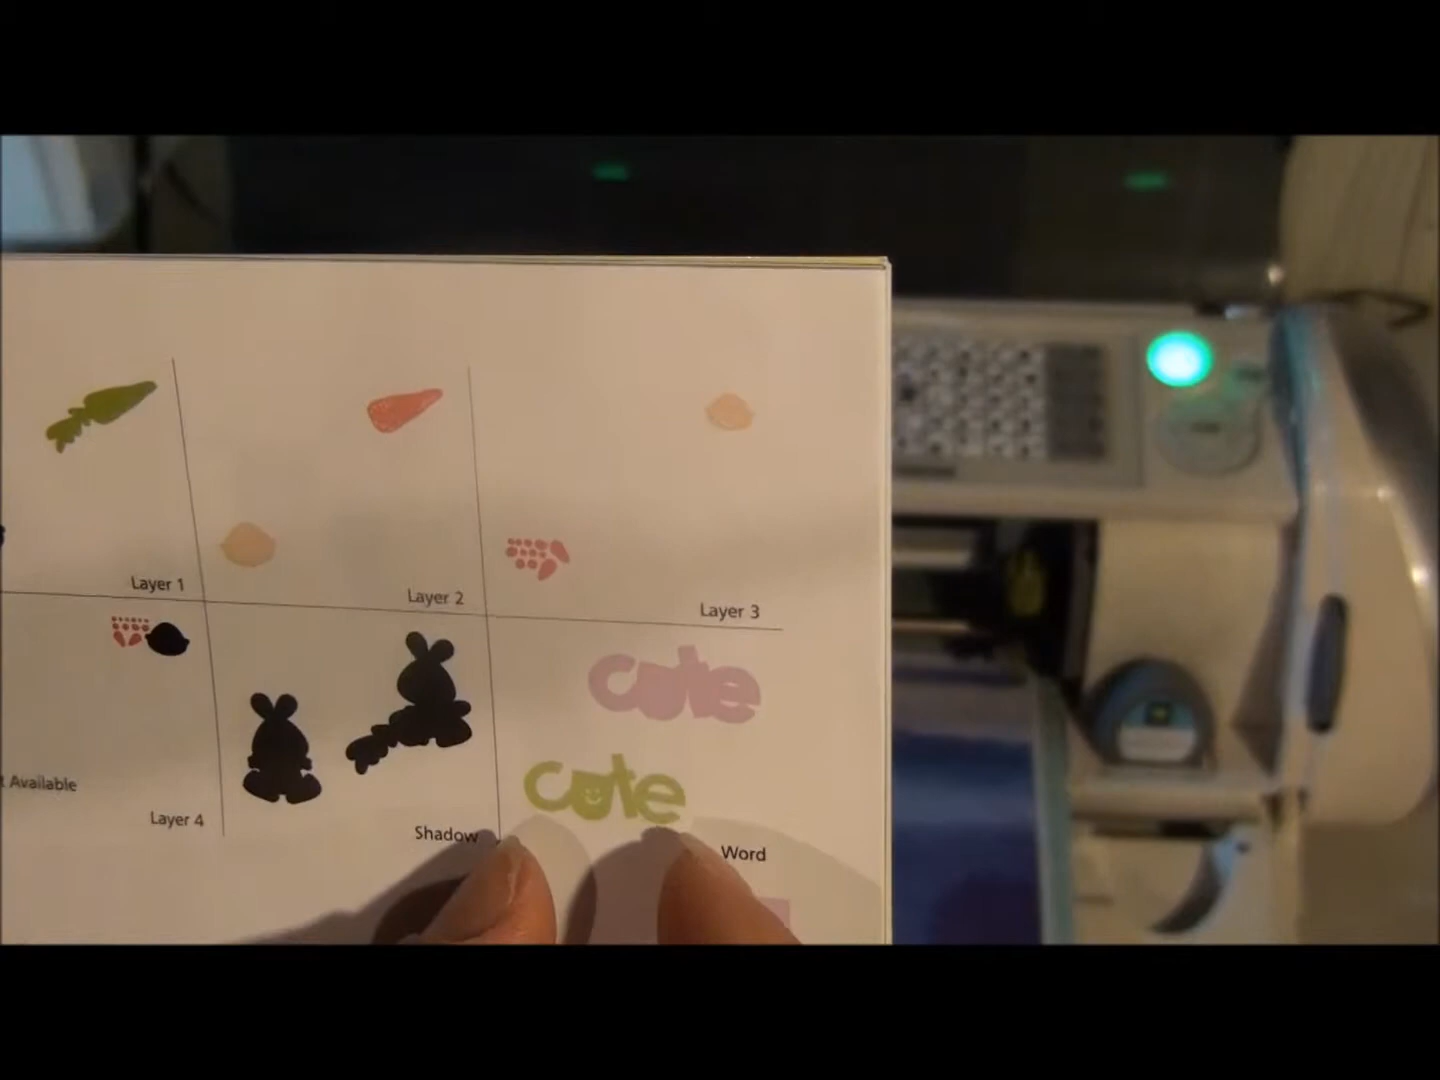 Layer 1
Layer 2
Layer 3
cute
cute
Available
Layer 4
Shadow
Word